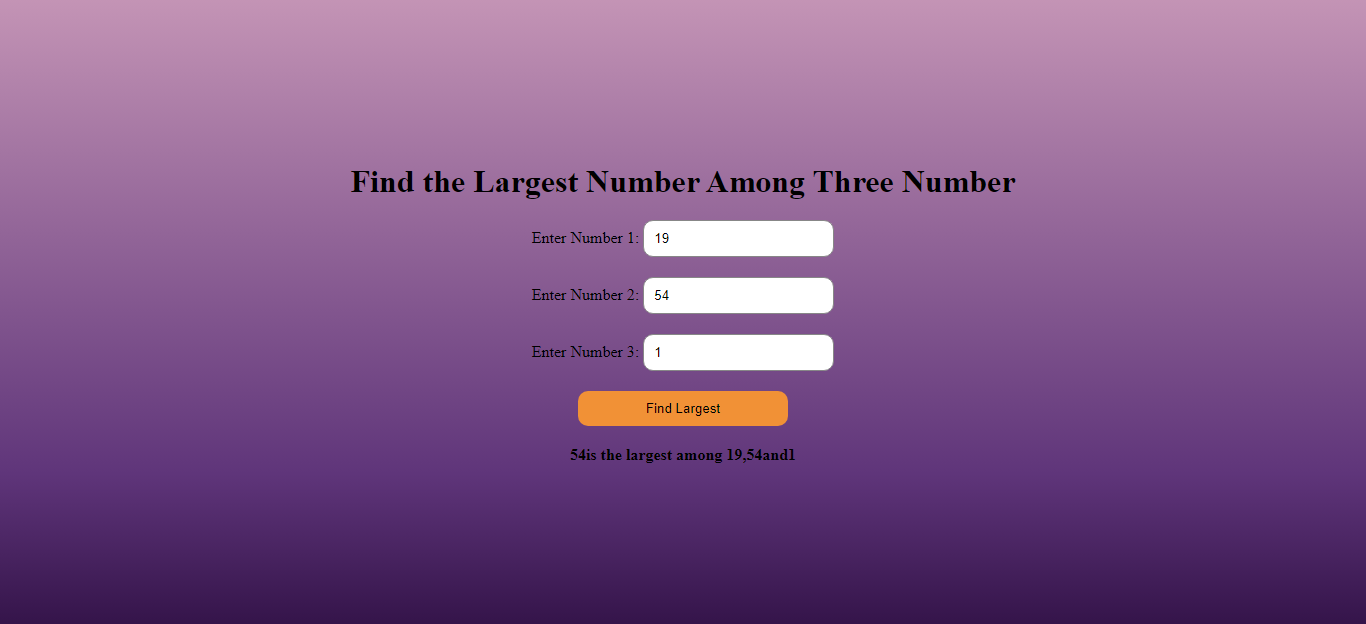 Find the Largest Number Among Three Number
Enter Number 1: 19
Enter Number 2: 54
Enter Number 3: 1
Find Largest
54is the largest among 19,54and1